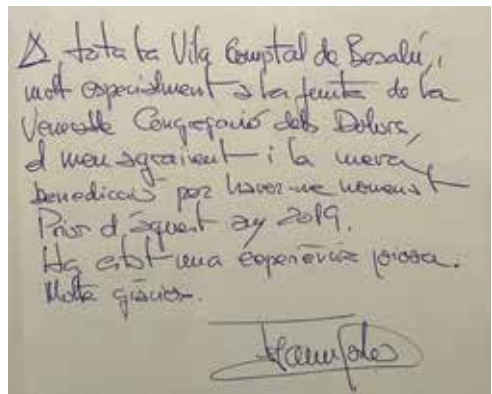 A tota la Vila Comptal de Besalú, i
molt especialment a la junta de la
Venerable Congregació dels Dolors,
el meu agraïment i la meva
benedicció per haver-me nomenat
Prior d'aquest any 2019.
Ha estat una experiència joiosa.
Moltes gràcies.